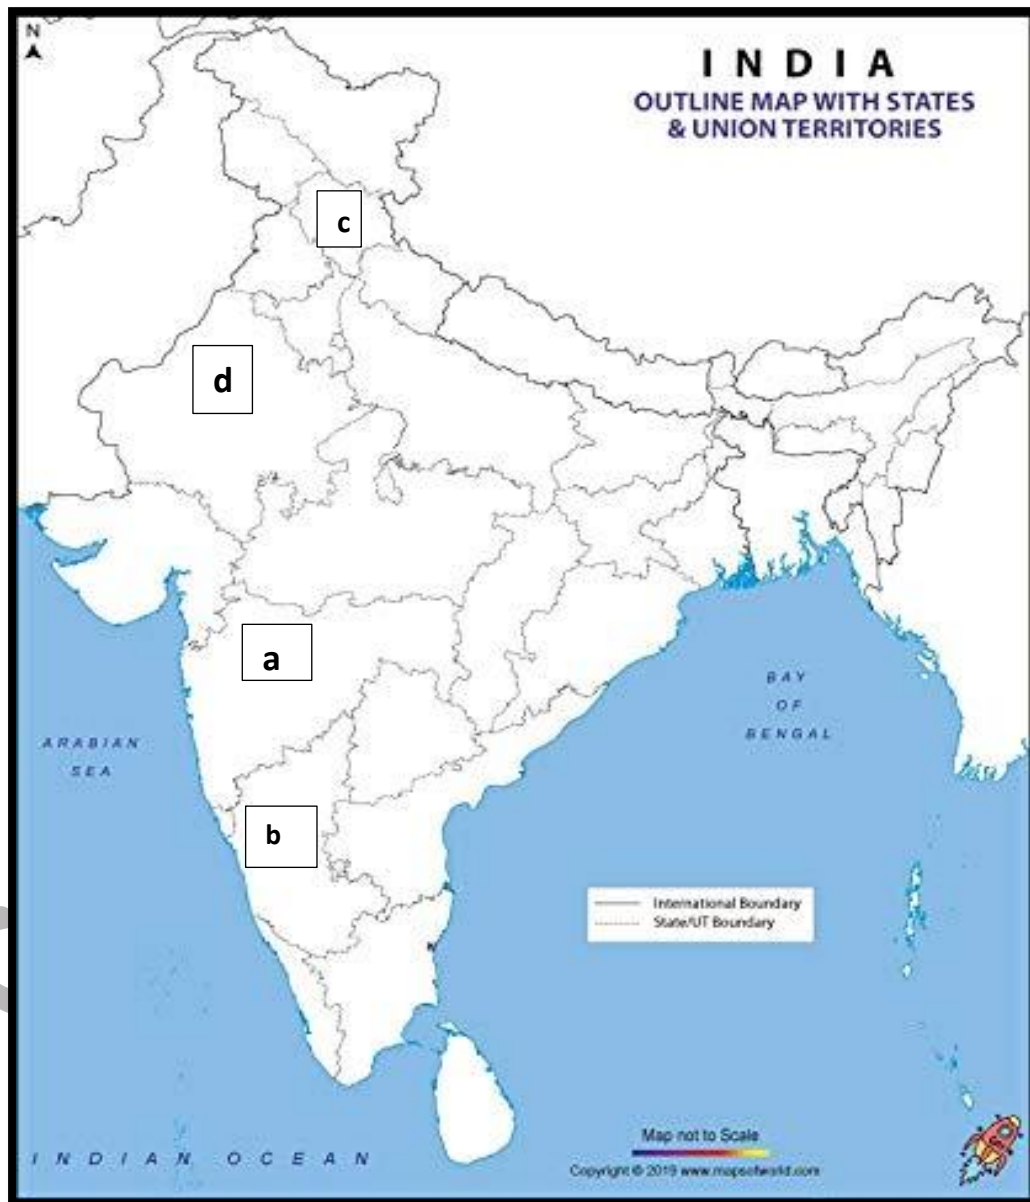 N
I N D I A
OUTLINE MAP WITH STATES
& UNION TERRITORIES
c
d
a
b
ARABIAN
SEA
BAY
OF
BENGAL
International Boundary
State/UT Boundary
INDIAN OCEAN
Map not to Scale
Copyright © 2019 www.mapsofworld.com